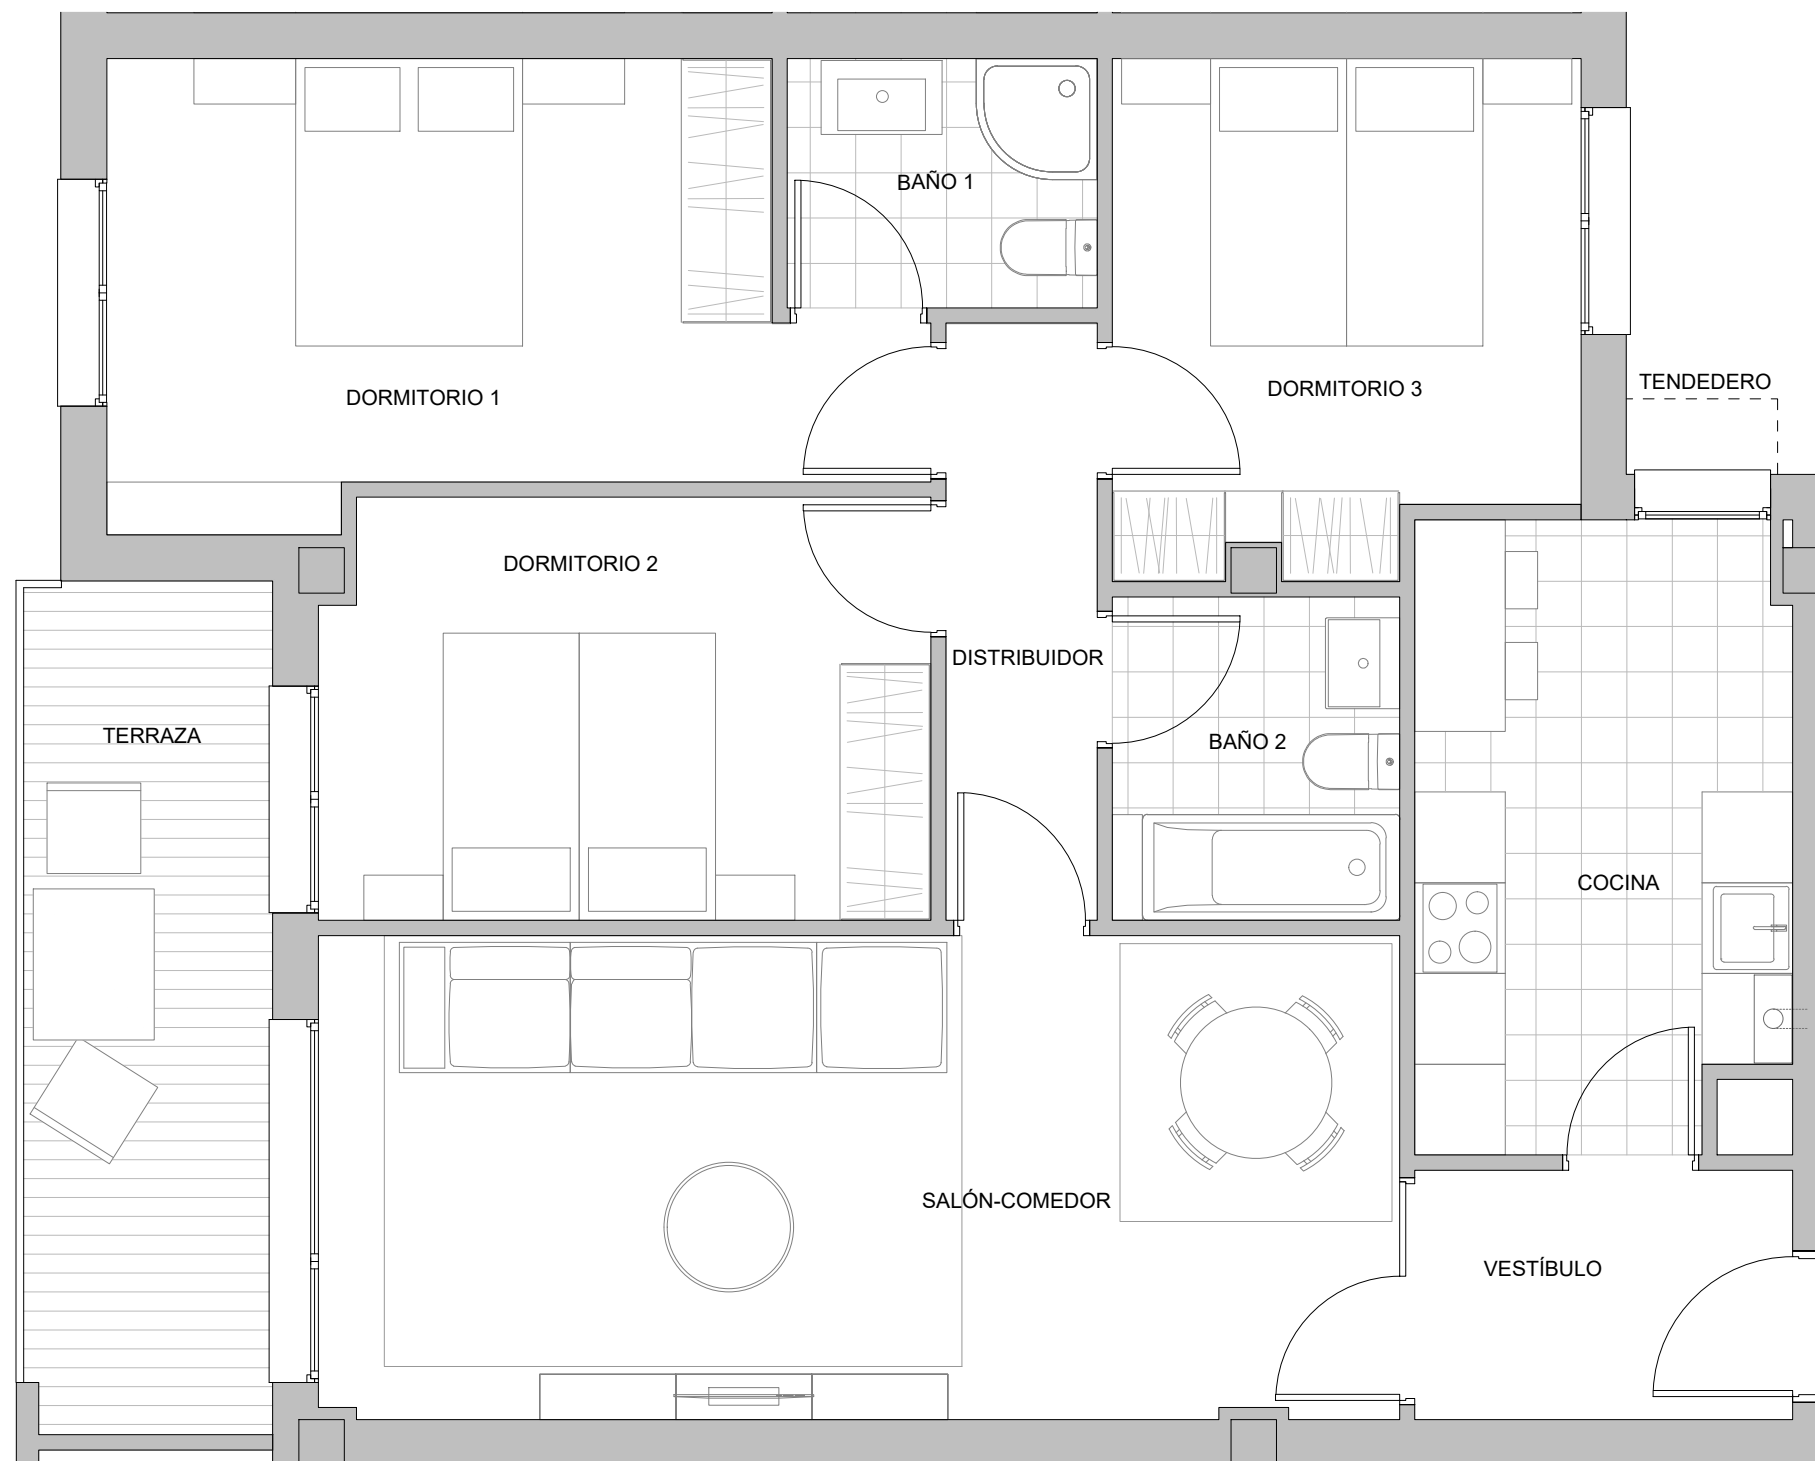 BAÑO 1
TENDEDERO
DORMITORIO 3
DORMITORIO 1
DORMITORIO 2
DISTRIBUIDOR
TERRAZA
BAÑO 2
COCINA
SALÓN-COMEDOR
VESTÍBULO